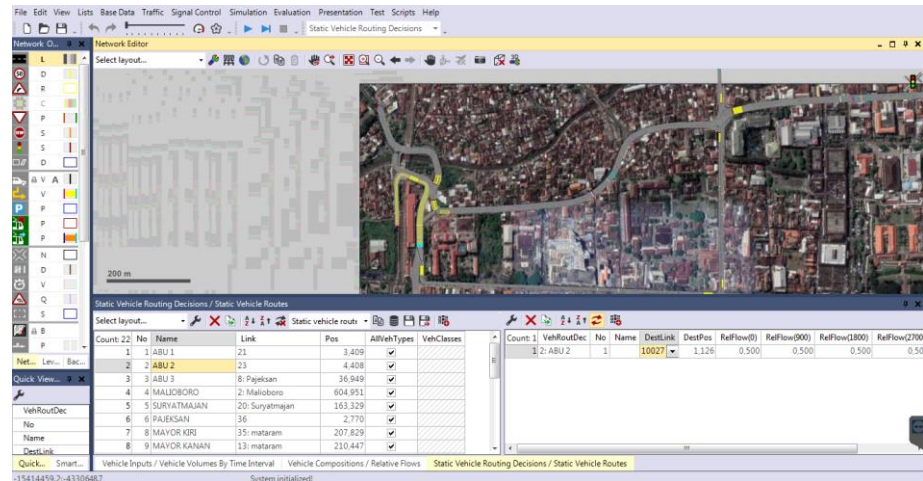 File Edit View Lists Base Data Traffic Signal Control Simulation Evaluation Presentation Test Scripts Help
Static Vehicle Routing Decisions
Network O...
Network Editor
Select layout...
L
D
R
C
P
S
S
D
V A
V
P
P
P
N
D
V
Q
S
B
P
200 m
Net... Lev... Bac...
Quick View...
VehRoutDec
No
Name
DestLink
Quick... Smart...
Static Vehicle Routing Decisions / Static Vehicle Routes
Select layout... Static vehicle route
Count: 22 No Name Link Pos AllVehTypes VehClasses
1 1 ABU 1 21 3,409
2 2 ABU 2 23 4,408
3 3 ABU 3 8: Pajeksan 36,949
4 4 MALIOBORO 2: Malioboro 604,951
5 5 SURYATMAJAN 20: Suryatmajan 163,329
6 6 PAJEKSAN 36 2,770
7 8 MAYOR KIRI 35: mataram 207,829
8 9 MAYOR KANAN 13: mataram 210,447
Count: 1 VehRoutDec No Name DestLink DestPos RelFlow(0) RelFlow(900) RelFlow(1800) RelFlow(2700
1 2: ABU 2 1 10027 1,126 0,500 0,500 0,500 0,50
Vehicle Inputs / Vehicle Volumes By Time Interval Vehicle Compositions / Relative Flows Static Vehicle Routing Decisions / Static Vehicle Routes
System initialized!